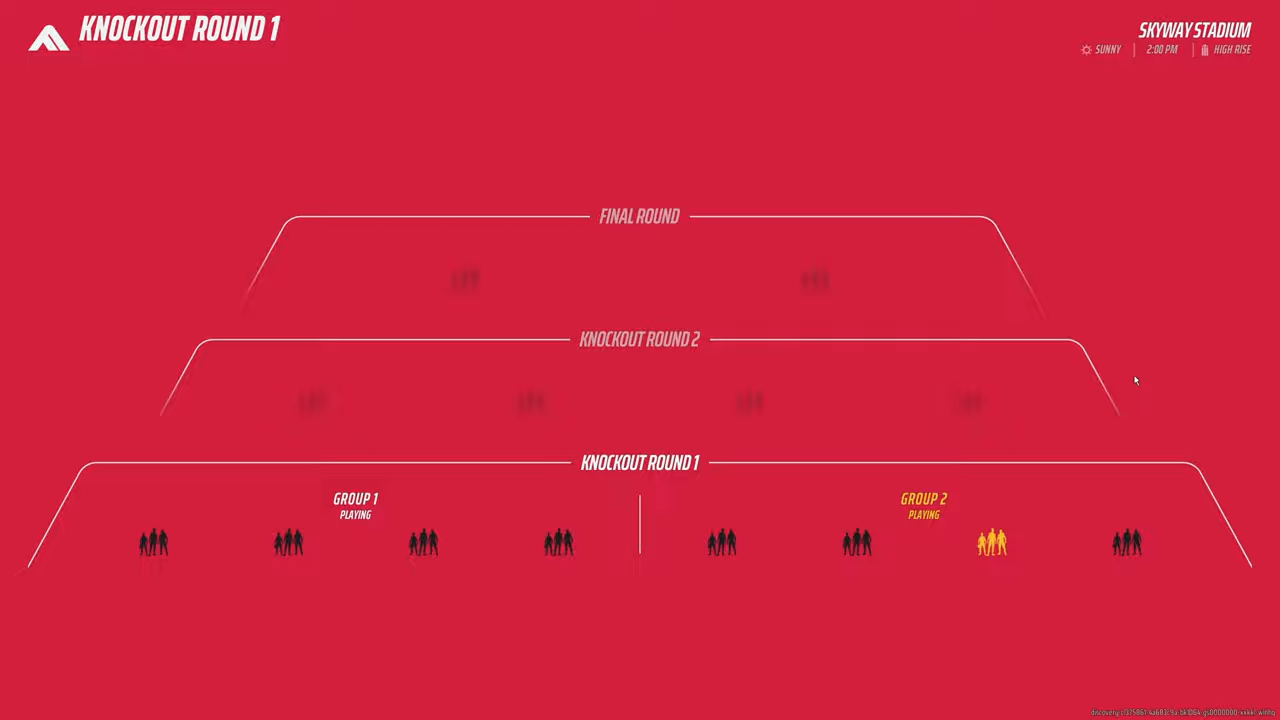 KNOCKOUT ROUND 1
SKYWAY STADIUM
SUNNY | 2:00 PM | HIGH RISE
FINAL ROUND
KNOCKOUT ROUND 2
KNOCKOUT ROUND 1
GROUP 1
PLAYING
GROUP 2
PLAYING